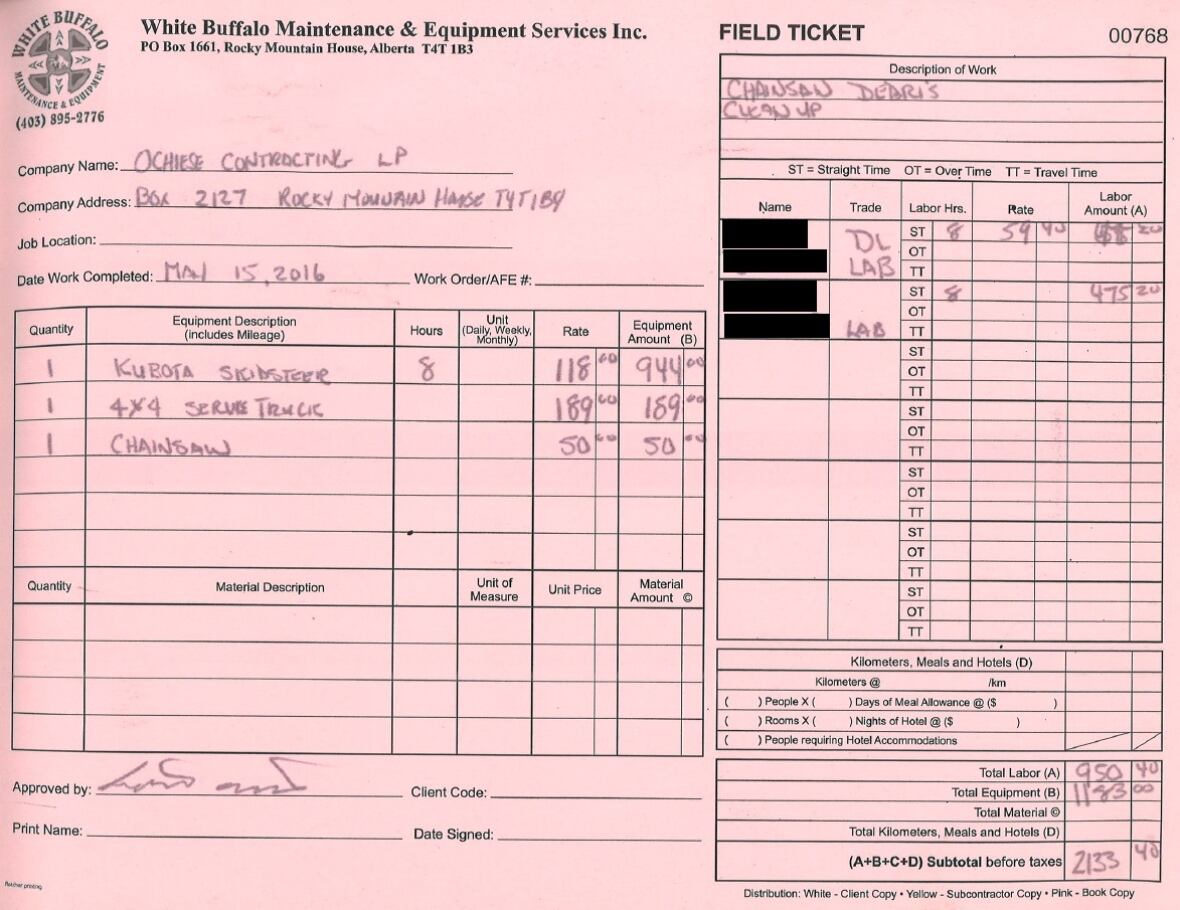 WHITE BUFFALO
MAINTENANCE & EQUIPMENT
(403) 895-2776
White Buffalo Maintenance & Equipment Services Inc.
PO Box 1661, Rocky Mountain House, Alberta T4T 1B3
FIELD TICKET 00768
Company Name: OCHIESE CONTRACTING LP
Company Address: BOX 2127 ROCKY MOUNTAIN HOUSE T4T1B9
Job Location:
Date Work Completed: MAY 15, 2016 Work Order/AFE #:
Description of Work
CHAINSAW DEBRIS
CLEAN UP
ST = Straight Time OT = Over Time TT = Travel Time
Name Trade Labor Hrs. Rate Labor Amount (A)
DL ST 8 59 40 20
OT
LAB TT
ST 8 475 20
OT
LAB TT
ST
OT
TT
ST
OT
TT
ST
OT
TT
ST
OT
TT
ST
OT
TT
Quantity Equipment Description (includes Mileage) Hours Unit (Daily, Weekly, Monthly) Rate Equipment Amount (B)
1 KUBOTA SKIDSTEER 8 118 00 944 00
1 4X4 SERVICE TRUCK 189 00 189 00
1 CHAINSAW 50 00 50 00
Quantity Material Description Unit of Measure Unit Price Material Amount ©
Kilometers, Meals and Hotels (D)
Kilometers @ /km
( ) People X ( ) Days of Meal Allowance @ ($ )
( ) Rooms X ( ) Nights of Hotel @ ($ )
( ) People requiring Hotel Accommodations
Approved by: Client Code:
Print Name: Date Signed:
Total Labor (A) 950 40
Total Equipment (B) 1183 00
Total Material ©
Total Kilometers, Meals and Hotels (D)
(A+B+C+D) Subtotal before taxes 2133 40
fletcher printing
Distribution: White - Client Copy • Yellow - Subcontractor Copy • Pink - Book Copy